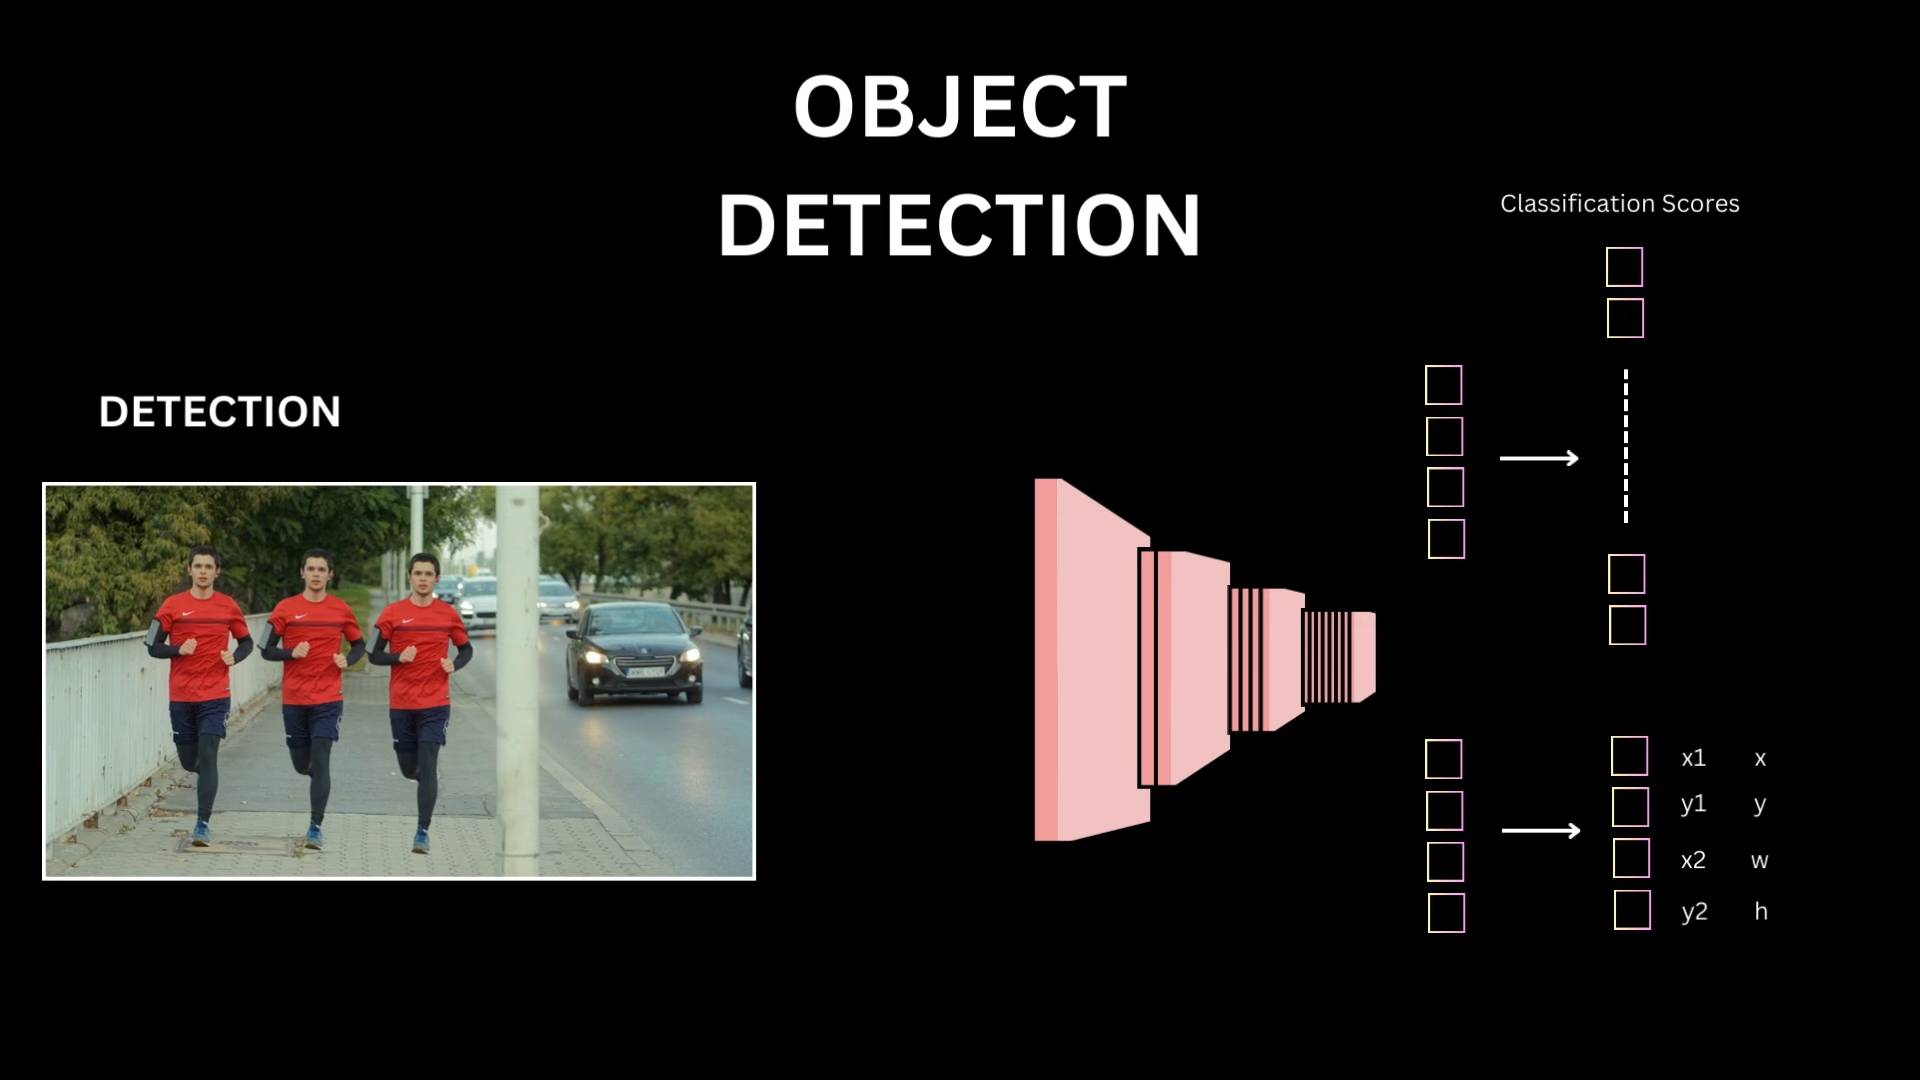 OBJECT
DETECTION
Classification Scores
DETECTION
x1 x
y1 y
x2 w
y2 h